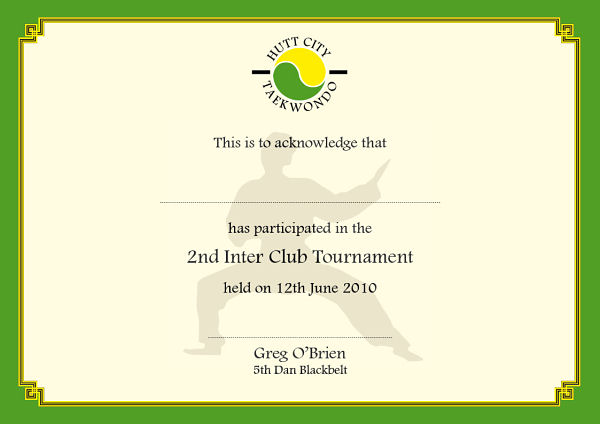 HUTT CITY
TAEKWONDO
This is to acknowledge that
has participated in the
2nd Inter Club Tournament
held on 12th June 2010
Greg O'Brien
5th Dan Blackbelt